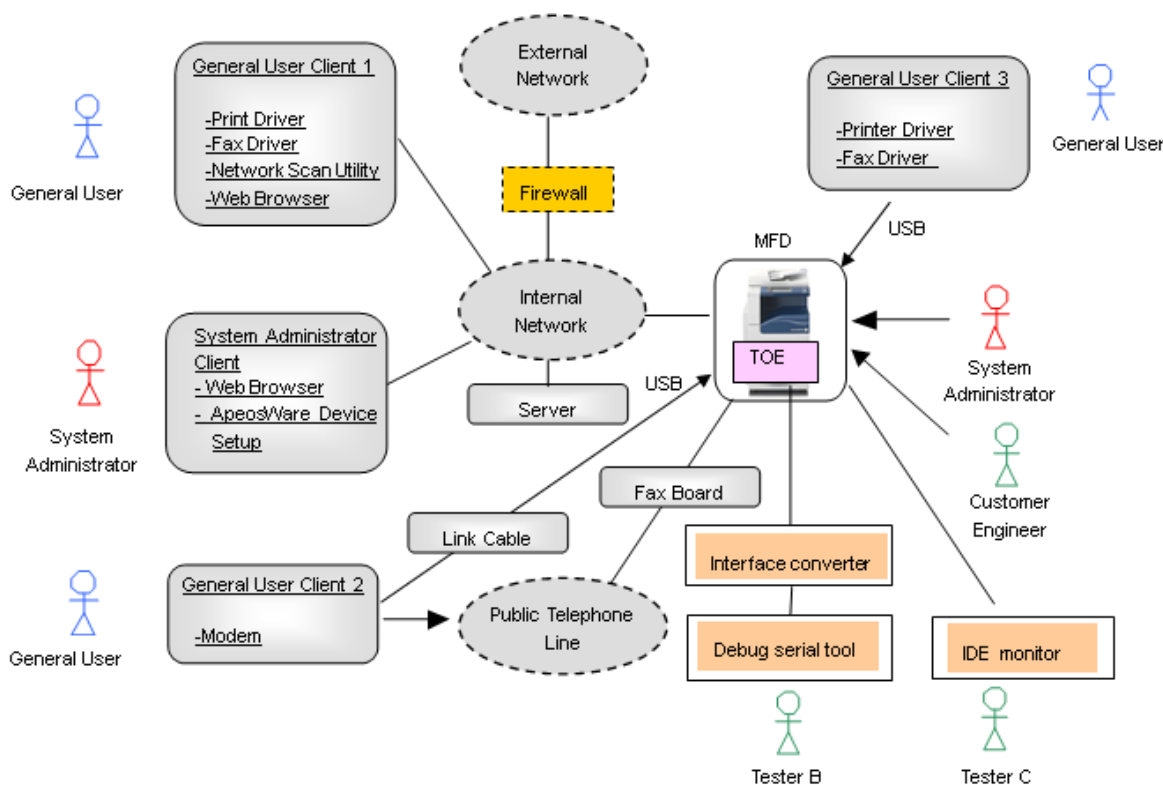 External
Network
General User Client 1
-Print Driver
-Fax Driver
-Network Scan Utility
-Web Browser
General User
General User Client 3
-Printer Driver
-Fax Driver
General User
Firewall
USB
MFD
Internal
Network
TOE
System Administrator
Client
- Web Browser
- ApeosWare Device
Setup
System
Administrator
System
Administrator
USB
Server
Customer
Engineer
Fax Board
Link Cable
General User Client 2
-Modem
General User
Public Telephone
Line
Interface converter
Debug serial tool
IDE monitor
Tester B
Tester C